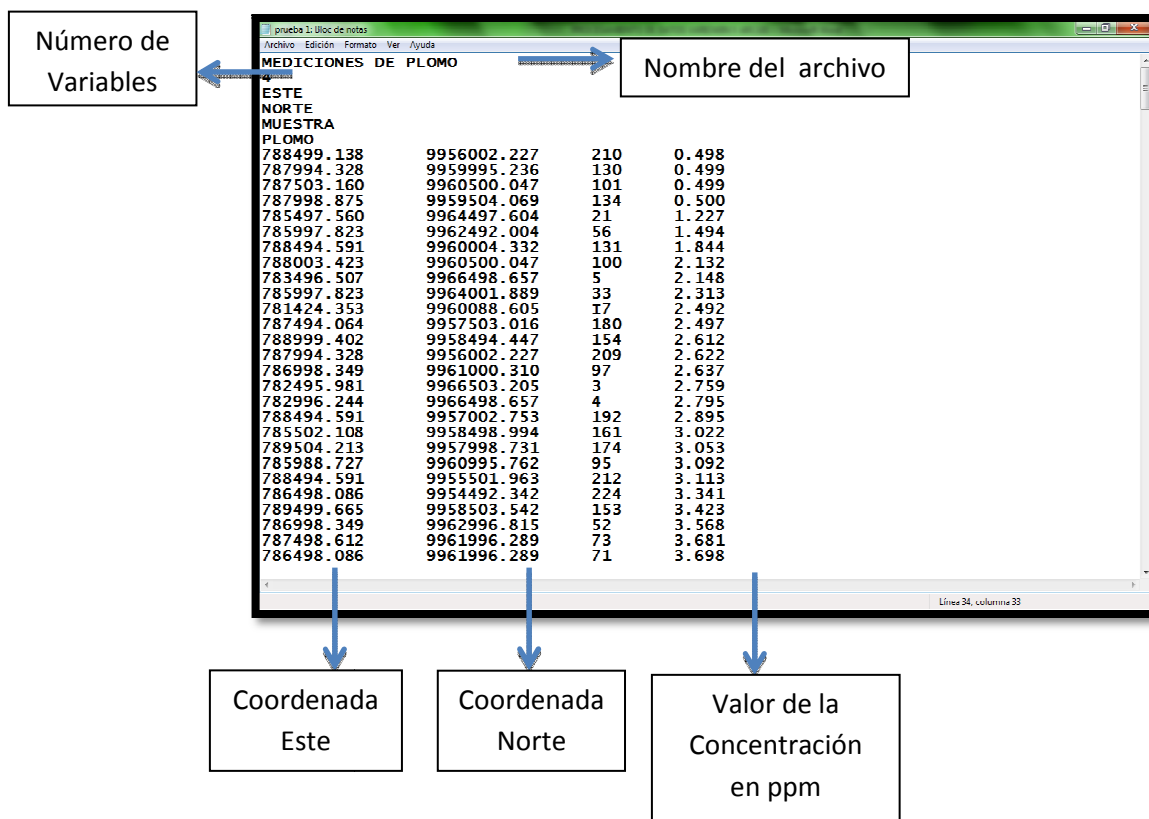 Número de
Variables
prueba 1: Bloc de notas
Archivo Edición Formato Ver Ayuda
Nombre del archivo
MEDICIONES DE PLOMO
4
ESTE
NORTE
MUESTRA
PLOMO
788499.138 9956002.227 210 0.498
787994.328 9959995.236 130 0.499
787503.160 9960500.047 101 0.499
787998.875 9959504.069 134 0.500
785497.560 9964497.604 21 1.227
785997.823 9962492.004 56 1.494
788494.591 9960004.332 131 1.844
788003.423 9960500.047 100 2.132
783496.507 9966498.657 5 2.148
785997.823 9964001.889 33 2.313
781424.353 9960088.605 I7 2.492
787494.064 9957503.016 180 2.497
788999.402 9958494.447 154 2.612
787994.328 9956002.227 209 2.622
786998.349 9961000.310 97 2.637
782495.981 9966503.205 3 2.759
782996.244 9966498.657 4 2.795
788494.591 9957002.753 192 2.895
785502.108 9958498.994 161 3.022
789504.213 9957998.731 174 3.053
785988.727 9960995.762 95 3.092
788494.591 9955501.963 212 3.113
786498.086 9954492.342 224 3.341
789499.665 9958503.542 153 3.423
786998.349 9962996.815 52 3.568
787498.612 9961996.289 73 3.681
786498.086 9961996.289 71 3.698
Línea 34, columna 33
Coordenada
Este
Coordenada
Norte
Valor de la
Concentración
en ppm